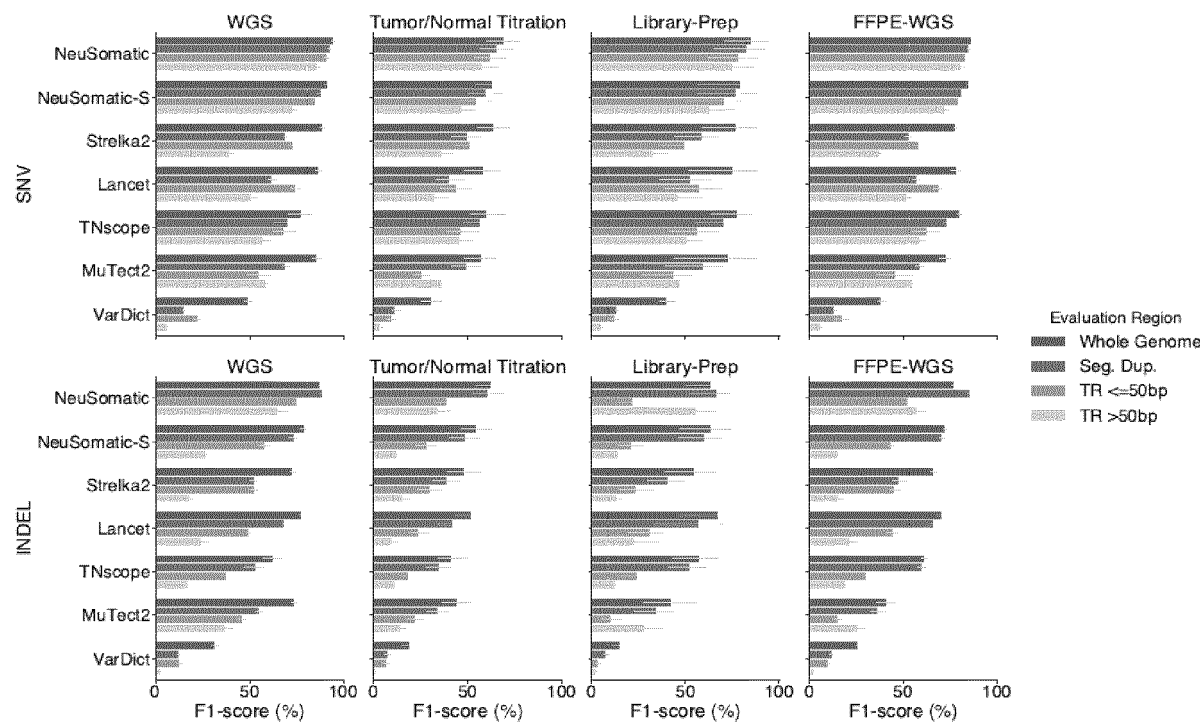 WGS Tumor/Normal Titration Library-Prep FFPE-WGS
SNV
NeuSomatic
NeuSomatic-S
Strelka2
Lancet
TNscope
MuTect2
VarDict
Evaluation Region
Whole Genome
Seg. Dup.
TR <=50bp
TR >50bp
WGS Tumor/Normal Titration Library-Prep FFPE-WGS
INDEL
NeuSomatic
NeuSomatic-S
Strelka2
Lancet
TNscope
MuTect2
VarDict
0 50 100 0 50 100 0 50 100 0 50 100
F1-score (%) F1-score (%) F1-score (%) F1-score (%)